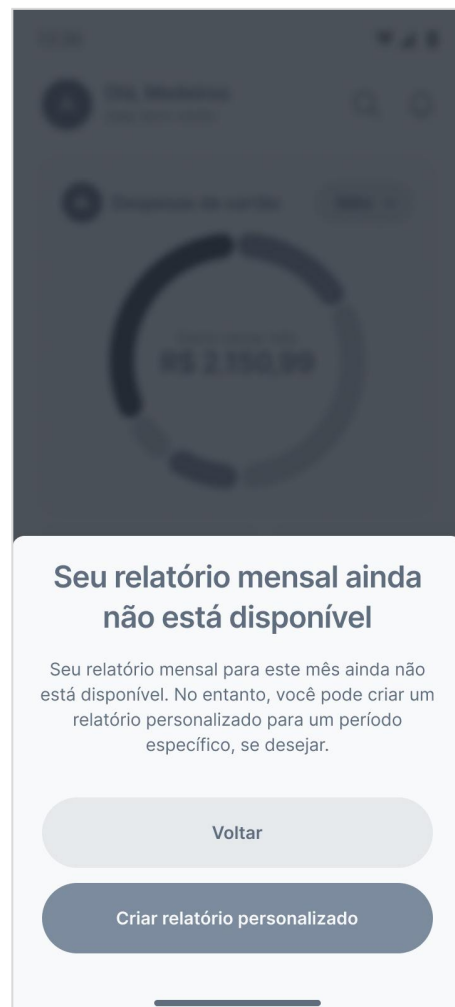 R$ 2.150,99
Seu relatório mensal ainda
não está disponível
Seu relatório mensal para este mês ainda não
está disponível. No entanto, você pode criar um
relatório personalizado para um período
específico, se desejar.
Voltar
Criar relatório personalizado